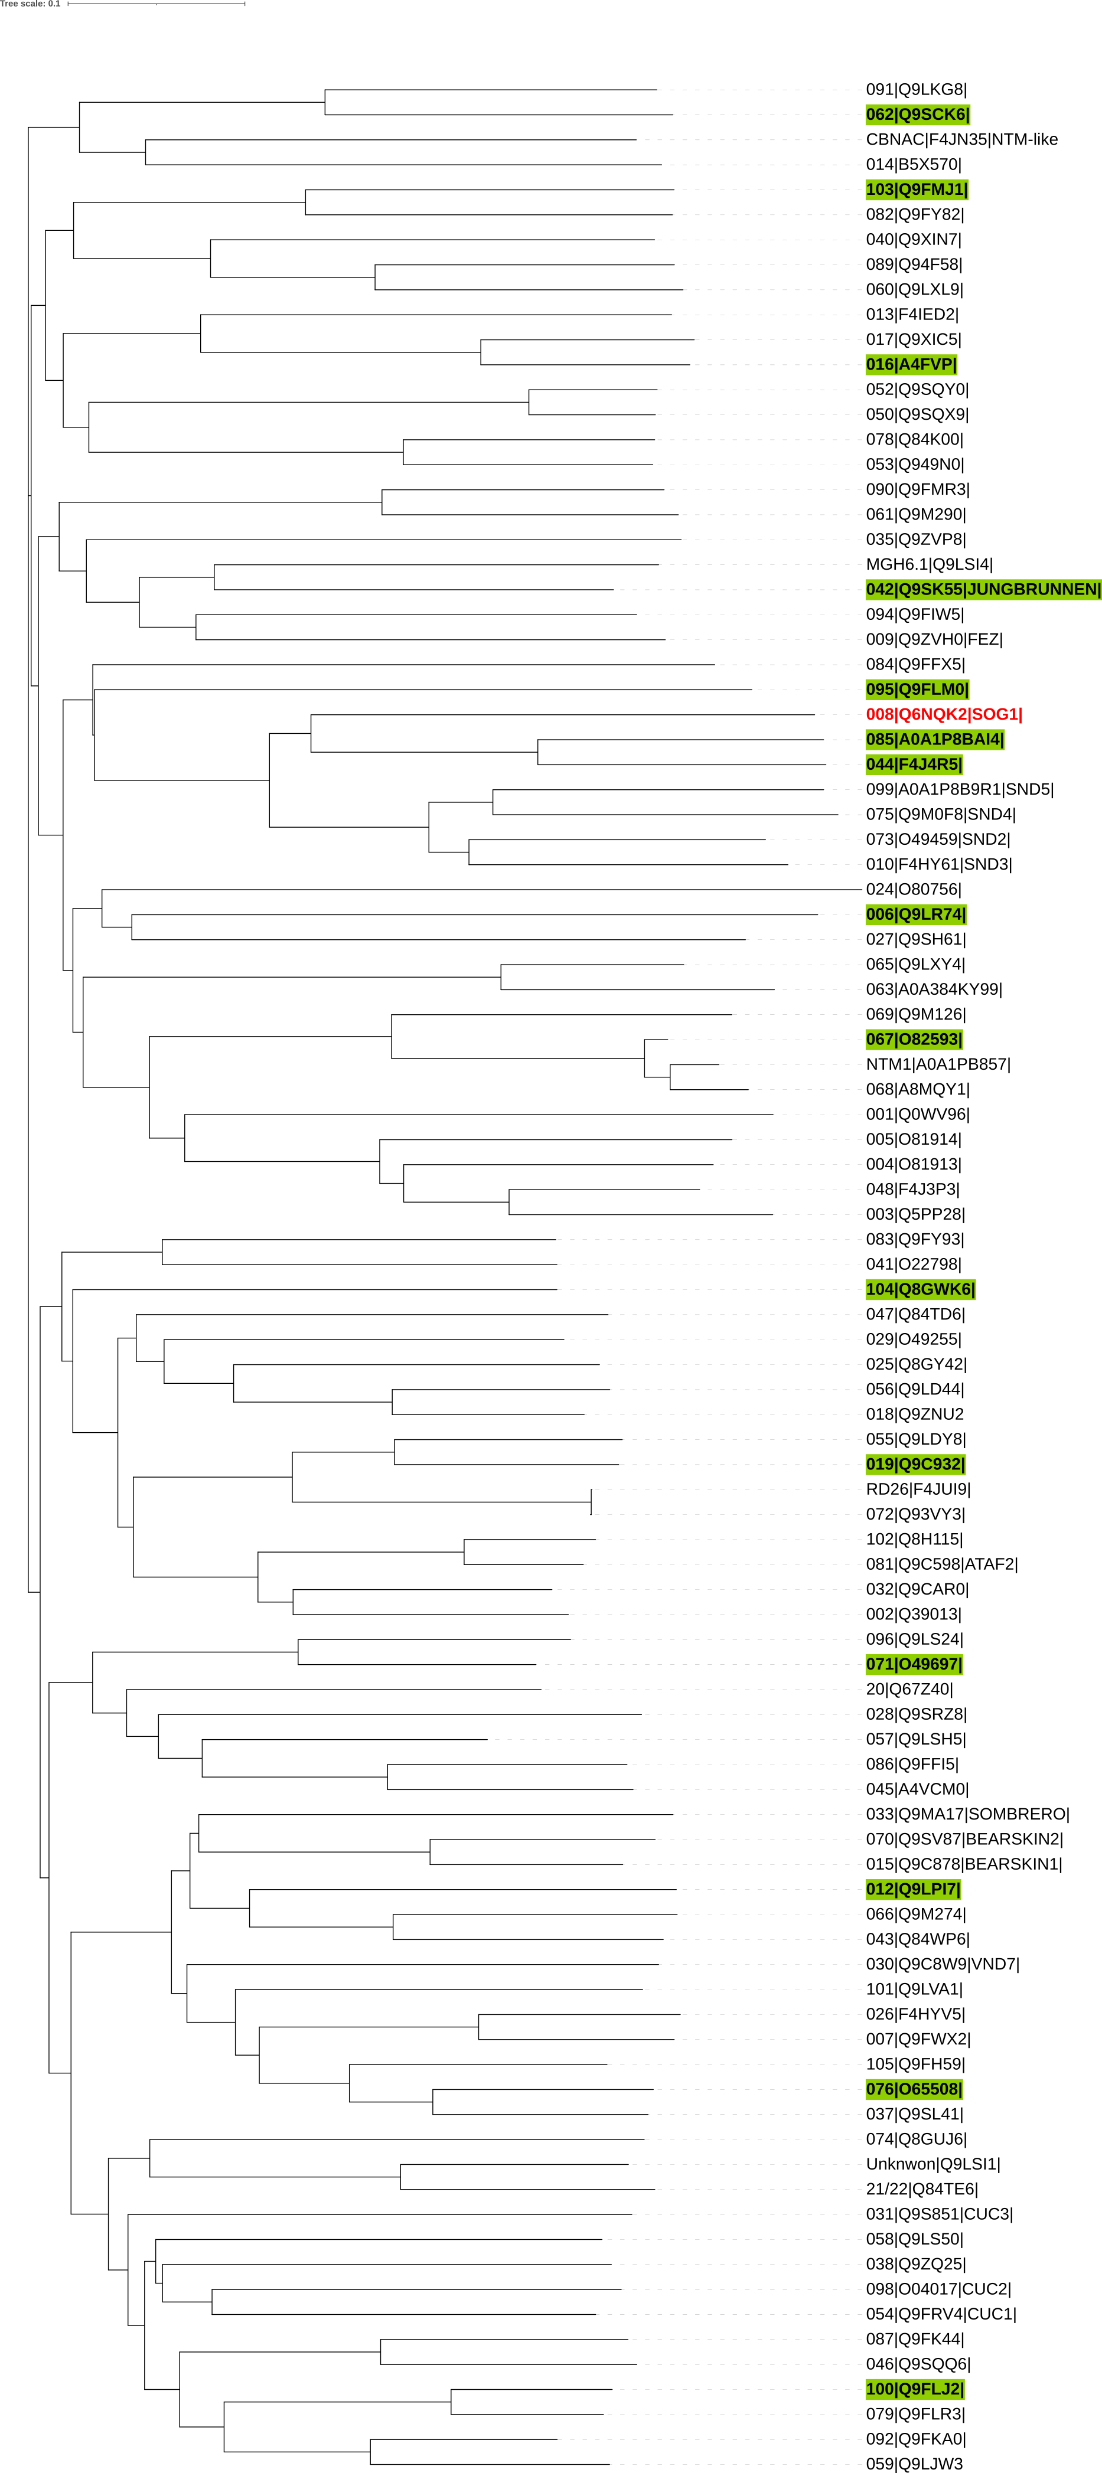 Tree scale: 0.1
091|Q9LKG8|
062|Q9SCK6|
CBNAC|F4JN35|NTM-like
014|B5X570|
103|Q9FMJ1|
082|Q9FY82|
040|Q9XIN7|
089|Q94F58|
060|Q9LXL9|
013|F4IED2|
017|Q9XIC5|
016|A4FVP|
052|Q9SQY0|
050|Q9SQX9|
078|Q84K00|
053|Q949N0|
090|Q9FMR3|
061|Q9M290|
035|Q9ZVP8|
MGH6.1|Q9LSI4|
042|Q9SK55|JUNGBRUNNEN|
094|Q9FIW5|
009|Q9ZVH0|FEZ|
084|Q9FFX5|
095|Q9FLM0|
008|Q6NQK2|SOG1|
085|A0A1P8BAI4|
044|F4J4R5|
099|A0A1P8B9R1|SND5|
075|Q9M0F8|SND4|
073|O49459|SND2|
010|F4HY61|SND3|
024|O80756|
006|Q9LR74|
027|Q9SH61|
065|Q9LXY4|
063|A0A384KY99|
069|Q9M126|
067|O82593|
NTM1|A0A1PB857|
068|A8MQY1|
001|Q0WV96|
005|O81914|
004|O81913|
048|F4J3P3|
003|Q5PP28|
083|Q9FY93|
041|O22798|
104|Q8GWK6|
047|Q84TD6|
029|O49255|
025|Q8GY42|
056|Q9LD44|
018|Q9ZNU2
055|Q9LDY8|
019|Q9C932|
RD26|F4JUI9|
072|Q93VY3|
102|Q8H115|
081|Q9C598|ATAF2|
032|Q9CAR0|
002|Q39013|
096|Q9LS24|
071|O49697|
20|Q67Z40|
028|Q9SRZ8|
057|Q9LSH5|
086|Q9FFI5|
045|A4VCM0|
033|Q9MA17|SOMBRERO|
070|Q9SV87|BEARSKIN2|
015|Q9C878|BEARSKIN1|
012|Q9LPI7|
066|Q9M274|
043|Q84WP6|
030|Q9C8W9|VND7|
101|Q9LVA1|
026|F4HYV5|
007|Q9FWX2|
105|Q9FH59|
076|O65508|
037|Q9SL41|
074|Q8GUJ6|
Unknwon|Q9LSI1|
21/22|Q84TE6|
031|Q9S851|CUC3|
058|Q9LS50|
038|Q9ZQ25|
098|O04017|CUC2|
054|Q9FRV4|CUC1|
087|Q9FK44|
046|Q9SQQ6|
100|Q9FLJ2|
079|Q9FLR3|
092|Q9FKA0|
059|Q9LJW3